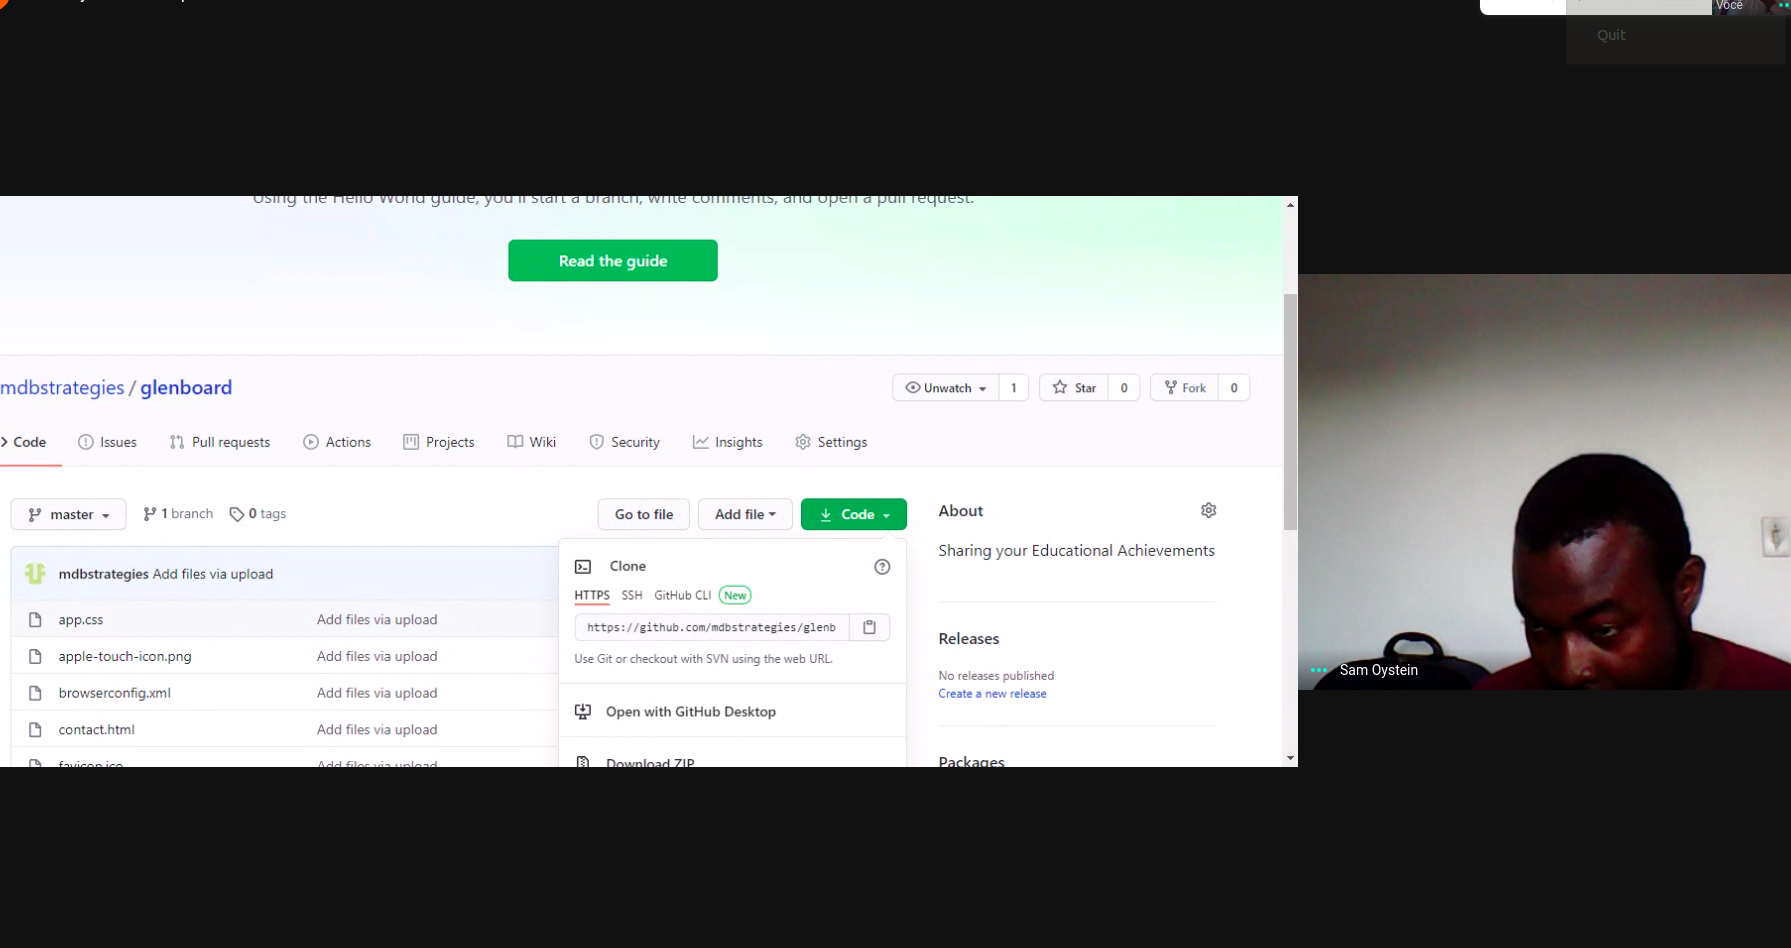 Você
Quit
Using the Hello World guide, you'll start a branch, write comments, and open a pull request.
Read the guide
mdbstrategies / glenboard
Unwatch 1 Star 0 Fork 0
Code Issues Pull requests Actions Projects Wiki Security Insights Settings
master 1 branch 0 tags Go to file Add file Code
About
Sharing your Educational Achievements
mdbstrategies Add files via upload
app.css Add files via upload
apple-touch-icon.png Add files via upload
browserconfig.xml Add files via upload
contact.html Add files via upload
favicon.ico Add files via upload
Clone
HTTPS SSH GitHub CLI New
https://github.com/mdbstrategies/glenb
Use Git or checkout with SVN using the web URL.
Open with GitHub Desktop
Download ZIP
Releases
No releases published
Create a new release
Packages
Sam Oystein